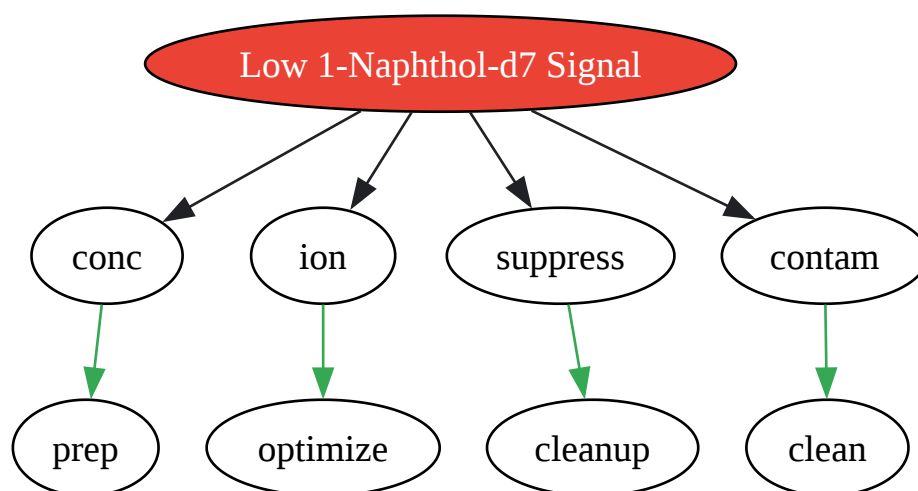 Low 1-Naphthol-d7 Signal
conc
ion
suppress
contam
prep
optimize
cleanup
clean